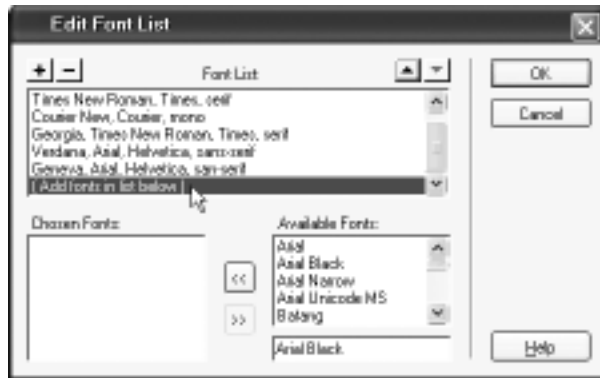 Edit Font List
+ −
Font List
OK
Times New Roman, Times, serif
Courier New, Courier, mono
Georgia, Times New Roman, Times, serif
Verdana, Arial, Helvetica, sans-serif
Geneva, Arial, Helvetica, san-serif
( Add fonts in list below )
Cancel
Chosen Fonts:
Available Fonts:
Arial
Arial Black
Arial Narrow
Arial Unicode MS
Batang
<<
>>
Arial Black
Help